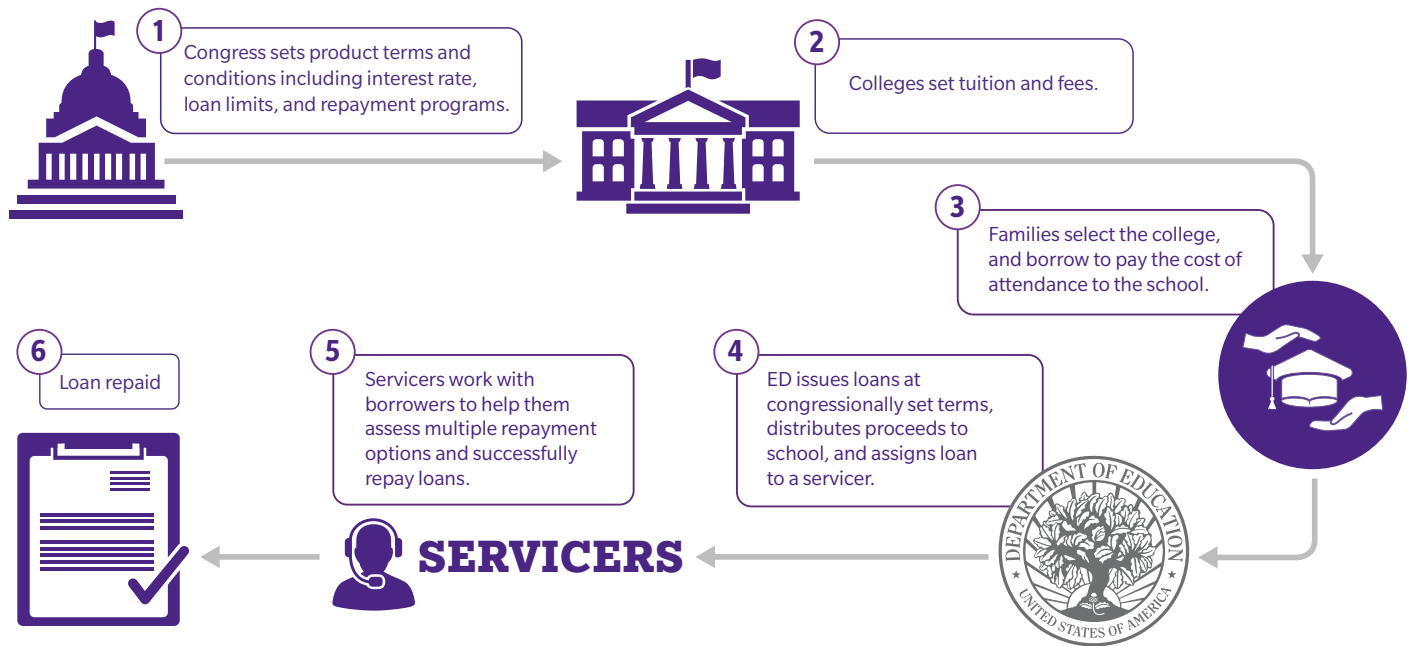 1
Congress sets product terms and
conditions including interest rate,
loan limits, and repayment programs.
2
Colleges set tuition and fees.
3
Families select the college,
and borrow to pay the cost of
attendance to the school.
4
ED issues loans at
congressionally set terms,
distributes proceeds to
school, and assigns loan
to a servicer.
DEPARTMENT OF EDUCATION
UNITED STATES OF AMERICA
5
Servicers work with
borrowers to help them
assess multiple repayment
options and successfully
repay loans.
SERVICERS
6
Loan repaid